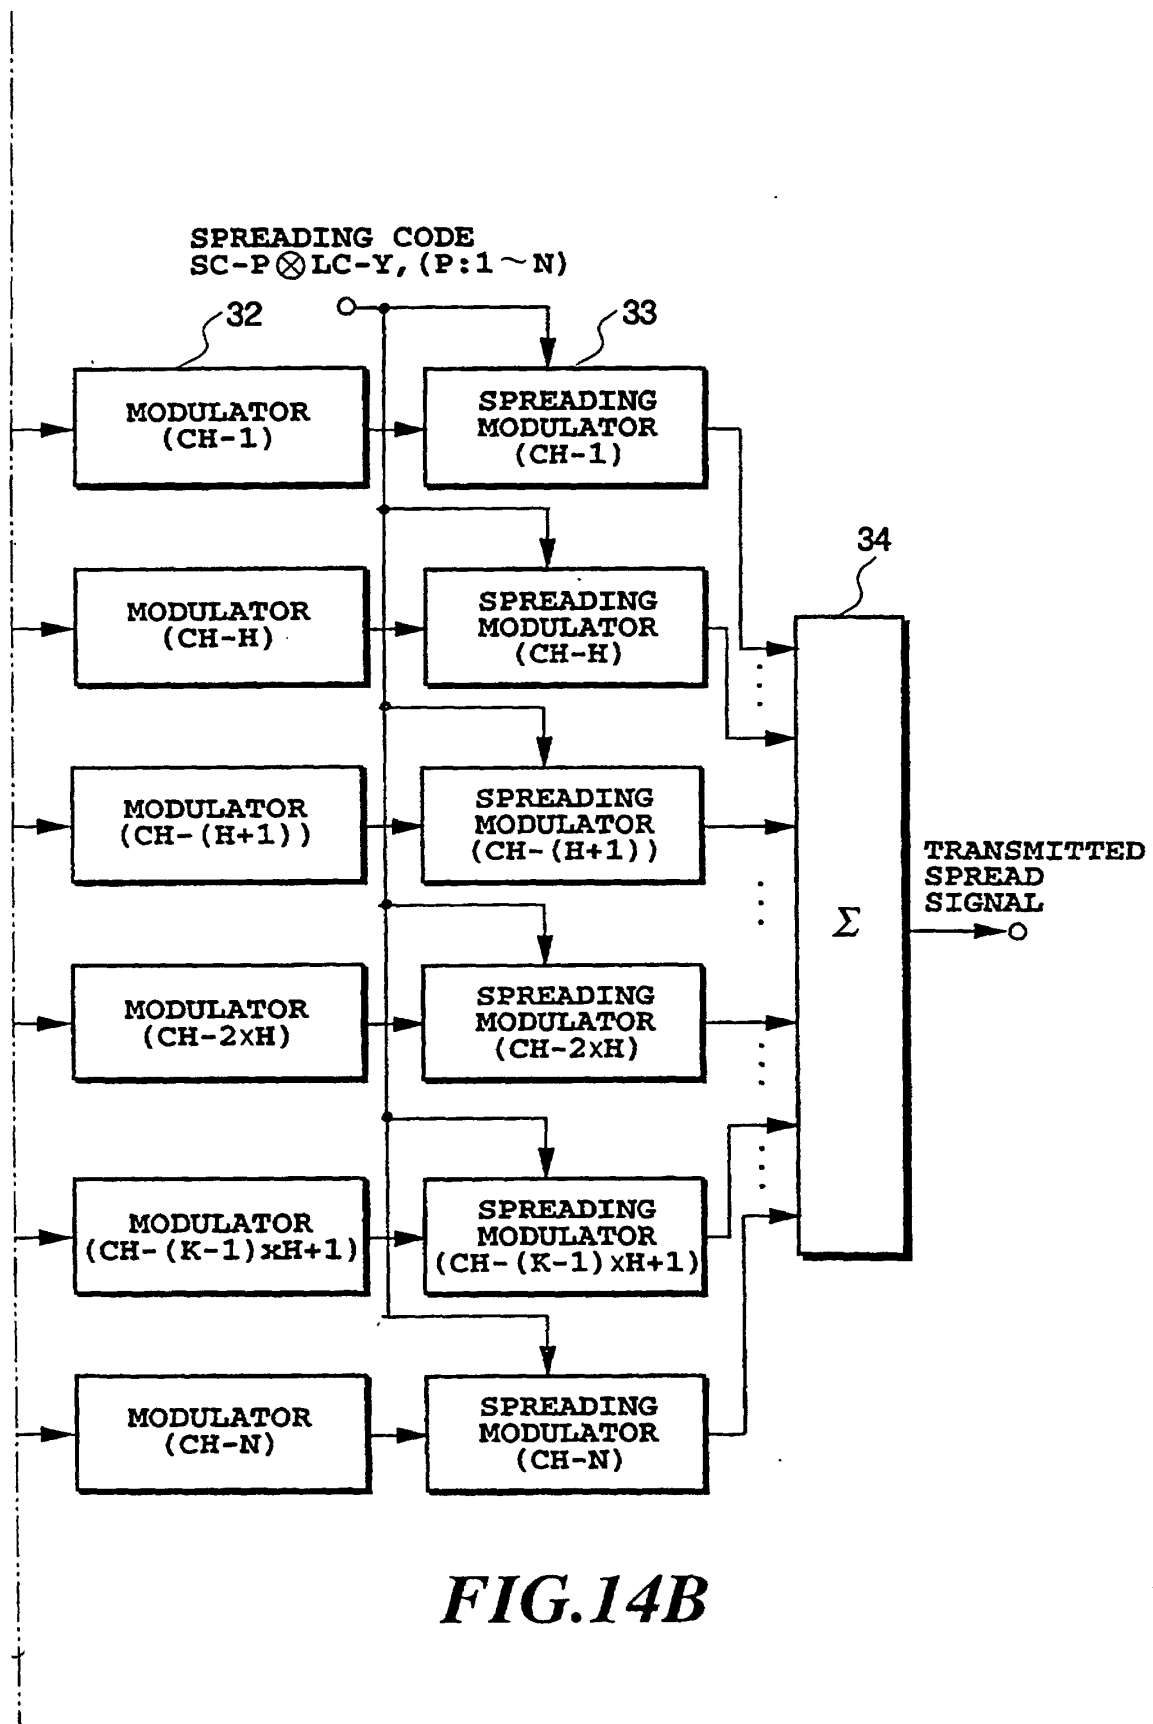 SPREADING CODE
SC-P⊗LC-Y, (P:1~N)
32
33
MODULATOR
(CH-1)
SPREADING
MODULATOR
(CH-1)
34
MODULATOR
(CH-H)
SPREADING
MODULATOR
(CH-H)
MODULATOR
(CH-(H+1))
SPREADING
MODULATOR
(CH-(H+1))
TRANSMITTED
SPREAD
SIGNAL
Σ
MODULATOR
(CH-2xH)
SPREADING
MODULATOR
(CH-2xH)
MODULATOR
(CH-(K-1)xH+1)
SPREADING
MODULATOR
(CH-(K-1)xH+1)
MODULATOR
(CH-N)
SPREADING
MODULATOR
(CH-N)
FIG.14B